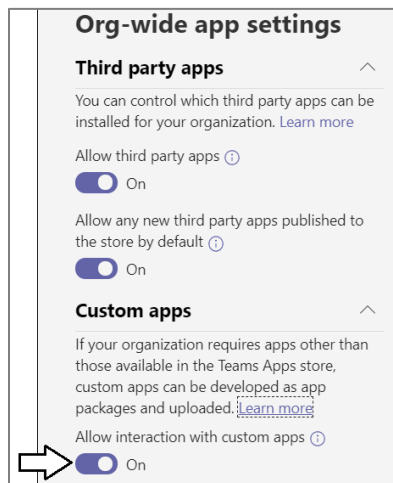 Org-wide app settings
Third party apps
You can control which third party apps can be
installed for your organization. Learn more
Allow third party apps
On
Allow any new third party apps published to
the store by default
On
Custom apps
If your organization requires apps other than
those available in the Teams Apps store,
custom apps can be developed as app
packages and uploaded. Learn more
Allow interaction with custom apps
On